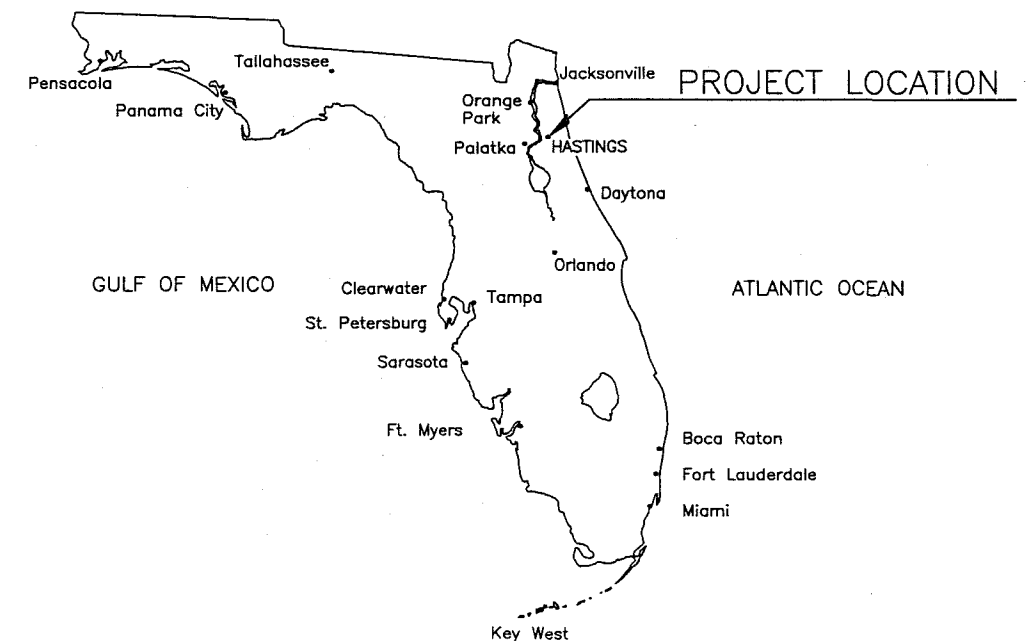 Tallahassee
Pensacola
Panama City
Jacksonville
PROJECT LOCATION
Orange
Park
Palatka
HASTINGS
Daytona
Orlando
GULF OF MEXICO
ATLANTIC OCEAN
Clearwater
Tampa
St. Petersburg
Sarasota
Ft. Myers
Boca Raton
Fort Lauderdale
Miami
Key West